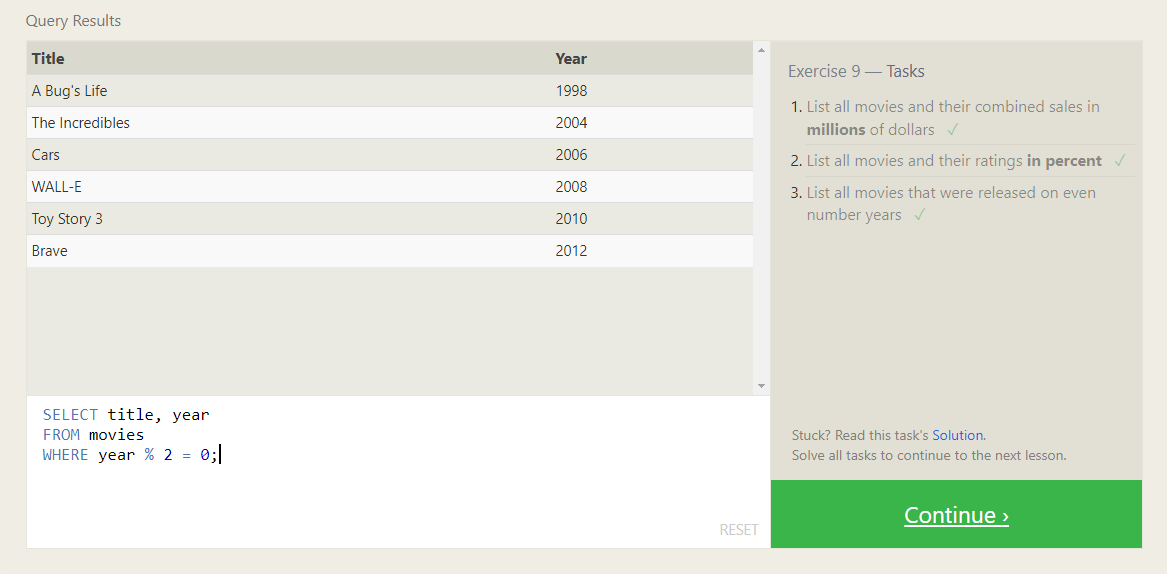 Query Results
Title Year
A Bug's Life 1998
The Incredibles 2004
Cars 2006
WALL-E 2008
Toy Story 3 2010
Brave 2012
SELECT title, year
FROM movies
WHERE year % 2 = 0;
RESET
Exercise 9 — Tasks
1. List all movies and their combined sales in
millions of dollars ✓
2. List all movies and their ratings in percent ✓
3. List all movies that were released on even
number years ✓
Stuck? Read this task's Solution.
Solve all tasks to continue to the next lesson.
Continue ›